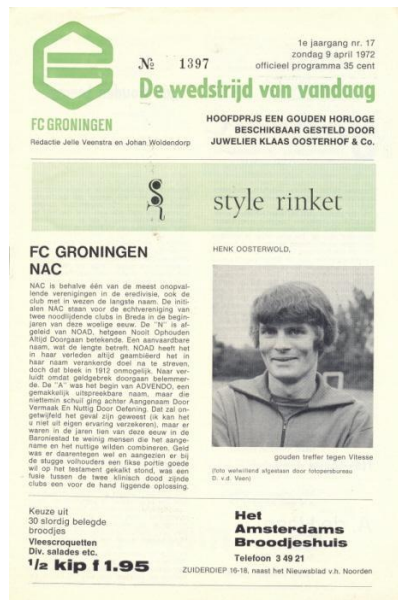 1e jaargang nr. 17
zondag 9 april 1972
officieel programma 35 cent
№ 1397
De wedstrijd van vandaag
FC GRONINGEN
Redactie Jelle Veenstra en Johan Woldendorp
HOOFDPRJS EEN GOUDEN HORLOGE
BESCHIKBAAR GESTELD DOOR
JUWELIER KLAAS OOSTERHOF & Co.
style rinket
FC GRONINGEN
NAC
NAC is behalve één van de meest onopval-
lende verenigingen in de eredivisie, ook de
club met in wezen de langste naam. De initi-
alen NAC staan voor de echtvereniging van
twee noodlijdende clubs in Breda in de begin-
jaren van deze woelige eeuw. De "N" is af-
geleid van NOAD, hetgeen Nooit Ophouden
Altijd Doorgaan betekende. Een aanvaardbare
naam, wat de lengte betreft. NOAD heeft het
in haar verleden altijd geambiëerd het in
haar naam verankerde doel na te streven,
doch dat bleek in 1912 onmogelijk. Naar ver-
luidt omdat geldgebrek doorgaan belemmer-
de. De "A" was het begin van ADVENDO, een
gemakkelijk uitspreekbare naam, maar die
niettemin schuil ging achter Aangenaam Door
Vermaak En Nuttig Door Oefening. Dat zal on-
getwijfeld het geval zijn geweest (ik kan het
u niet uit eigen ervaring verzekeren), maar er
waren in de jaren tien van deze eeuw in de
Baroniestad te weinig mensen die het aange-
name en het nuttige wilden combineren. Geld
was er daarentegen wel en aangezien er bij
de stugge volhouders een fikse portie goede
wil op het testament gekalkt stond, was een
fusie tussen de twee klinisch dood zijnde
clubs een voor de hand liggende oplossing.
HENK OOSTERWOLD,
gouden treffer tegen Vitesse
(foto welwillend afgestaan door fotopersbureau
D. v.d. Veen)
Keuze uit
30 slordig belegde
broodjes
Vleescroquetten
Div. salades etc.
1/2 kip f 1.95
Het
Amsterdams
Broodjeshuis
Telefoon 3 49 21
ZUIDERDIEP 16-18, naast het Nieuwsblad v.h. Noorden